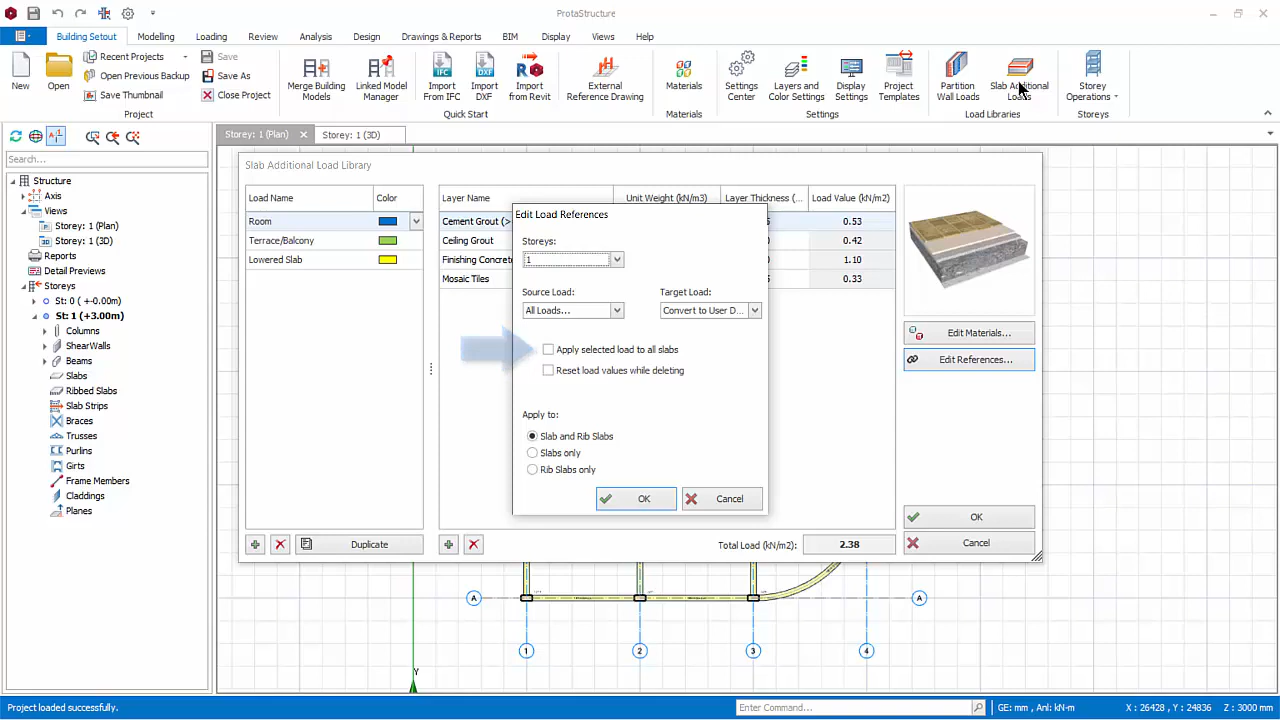 ProtaStructure
Building Setout
Modelling
Loading
Review
Analysis
Design
Drawings & Reports
BIM
Display
Views
Help
New
Open
Recent Projects
Open Previous Backup
Save Thumbnail
Save
Save As
Close Project
Project
Merge Building
Models
Linked Model
Manager
Import
From IFC
Import
DXF
Import
from Revit
External
Reference Drawing
Quick Start
Materials
Materials
Settings
Center
Layers and
Color Settings
Display
Settings
Project
Templates
Settings
Partition
Wall Loads
Slab Additional
Loads
Load Libraries
Storey
Operations
Storeys
Storey: 1 (Plan)
Storey: 1 (3D)
Search...
Structure
Axis
Views
Storey: 1 (Plan)
Storey: 1 (3D)
Reports
Detail Previews
Storeys
St: 0 ( +-0.00m)
St: 1 (+3.00m)
Columns
ShearWalls
Beams
Slabs
Ribbed Slabs
Slab Strips
Braces
Trusses
Purlins
Girts
Frame Members
Claddings
Planes
Slab Additional Load Library
Load Name
Color
Room
Terrace/Balcony
Lowered Slab
Duplicate
Layer Name
Unit Weight (kN/m3)
Layer Thickness (...
Load Value (kN/m2)
Cement Grout (>
0.53
Ceiling Grout
0.42
Finishing Concrete
1.10
Mosaic Tiles
0.33
Total Load (kN/m2):
2.38
Edit Load References
Storeys:
1
Source Load:
All Loads...
Target Load:
Convert to User D...
Apply selected load to all slabs
Reset load values while deleting
Apply to:
Slab and Rib Slabs
Slabs only
Rib Slabs only
OK
Cancel
Edit Materials...
Edit References...
OK
Cancel
A
A
1
2
3
4
Y
Project loaded successfully.
Enter Command...
GE: mm , Anl: kN-m
X : 26428 , Y : 24836
Z : 3000 mm